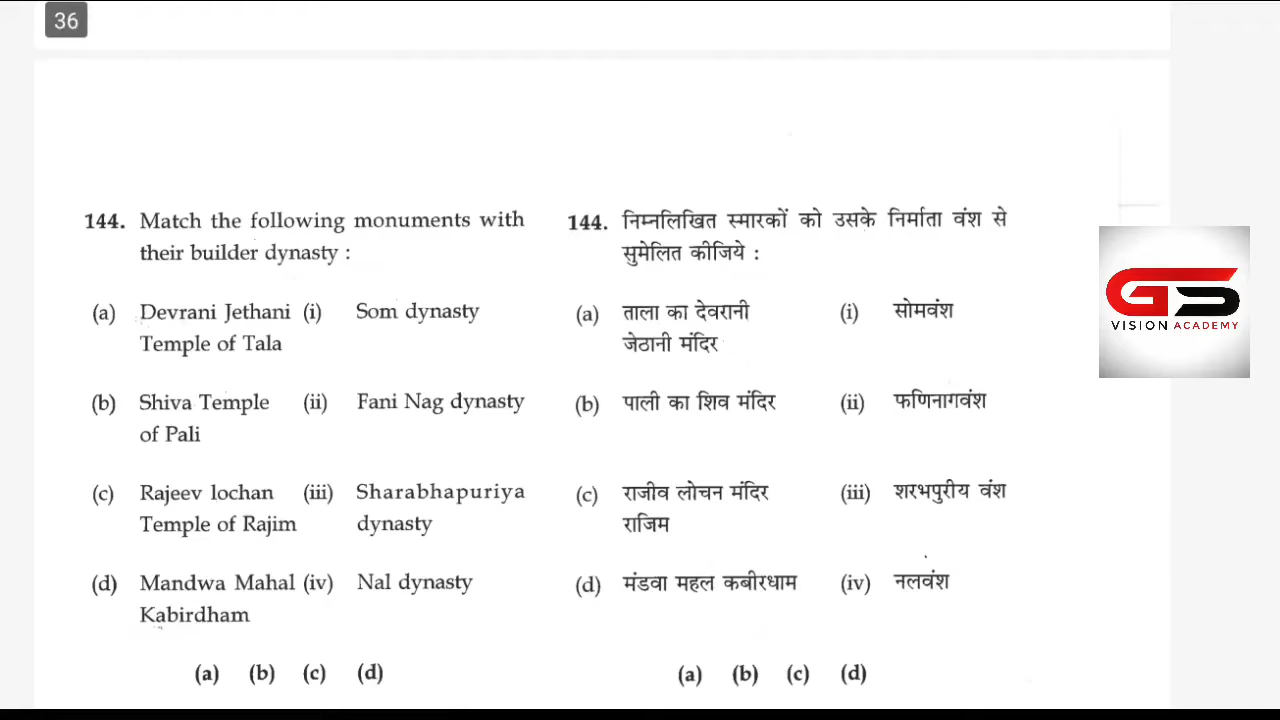 36
144. Match the following monuments with their builder dynasty :
(a) Devrani Jethani Temple of Tala (i) Som dynasty
(b) Shiva Temple of Pali (ii) Fani Nag dynasty
(c) Rajeev lochan Temple of Rajim (iii) Sharabhapuriya dynasty
(d) Mandwa Mahal Kabirdham (iv) Nal dynasty
(a) (b) (c) (d)
144. निम्नलिखित स्मारकों को उसके निर्माता वंश से सुमेलित कीजिये :
(a) ताला का देवरानी जेठानी मंदिर (i) सोमवंश
(b) पाली का शिव मंदिर (ii) फणिनागवंश
(c) राजीव लोचन मंदिर राजिम (iii) शरभपुरीय वंश
(d) मंडवा महल कबीरधाम (iv) नलवंश
(a) (b) (c) (d)
GS
VISION ACADEMY